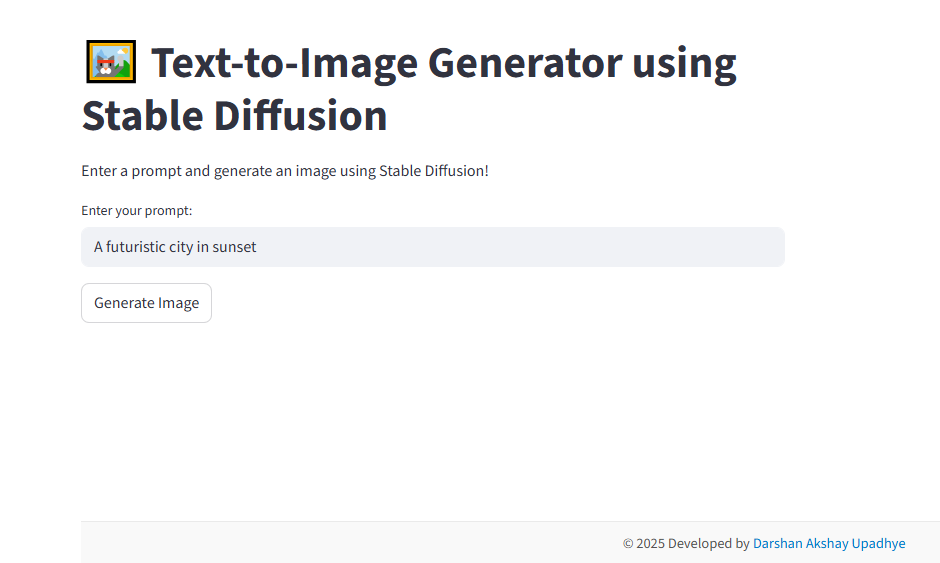 Text-to-Image Generator using
Stable Diffusion
Enter a prompt and generate an image using Stable Diffusion!
Enter your prompt:
A futuristic city in sunset
Generate Image
© 2025 Developed by Darshan Akshay Upadhye